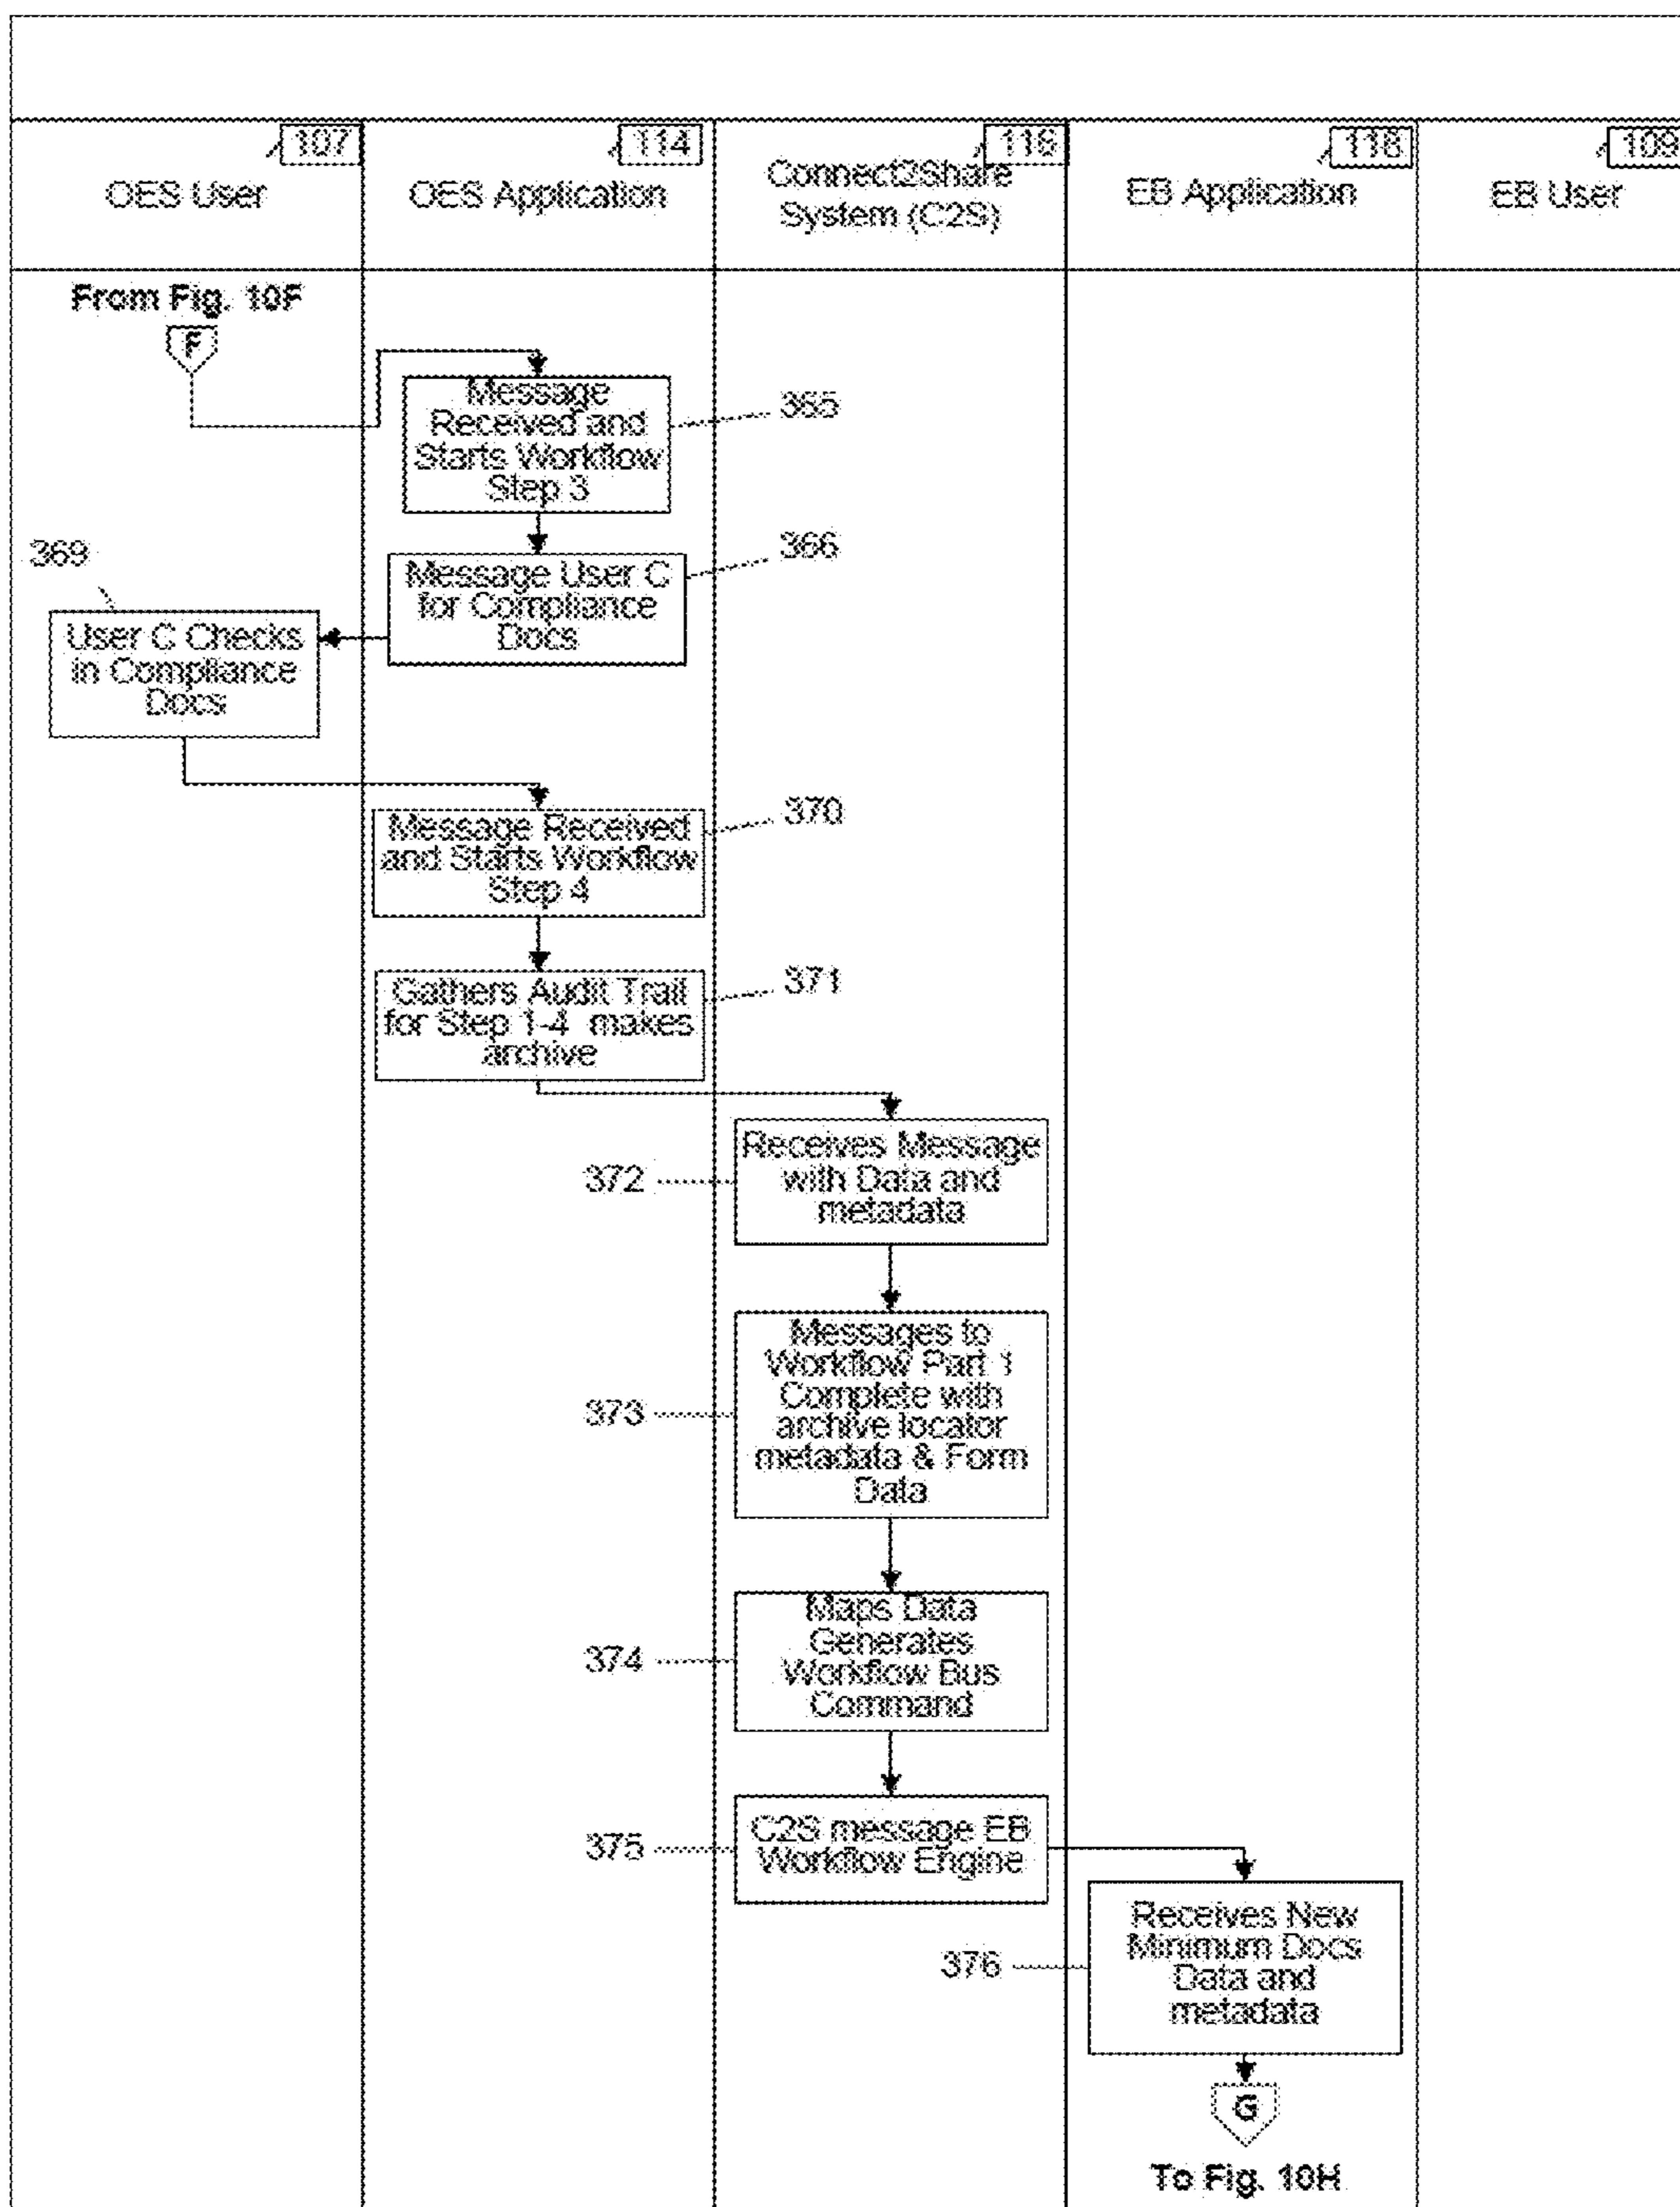 107
OES User
114
OES Application
115
Connect2Share
System (C2S)
116
EB Application
109
EB User
From Fig. 10F
F
Message
Received and
Starts Workflow
Step 3
365
Message User C
for Compliance
Docs
366
369
User C Checks
in Compliance
Docs
Message Received
and Starts Workflow
Step 4
370
Gathers Audit Trail
for Step 1-4 makes
archive
371
372
Receives Message
with Data and
metadata
373
Messages to
Workflow Part 1
Complete with
archive locator
metadata & Form
Data
374
Maps Data
Generates
Workflow Bus
Command
375
C2S message EB
Workflow Engine
376
Receives New
Minimum Docs
Data and
metadata
G
To Fig. 10H